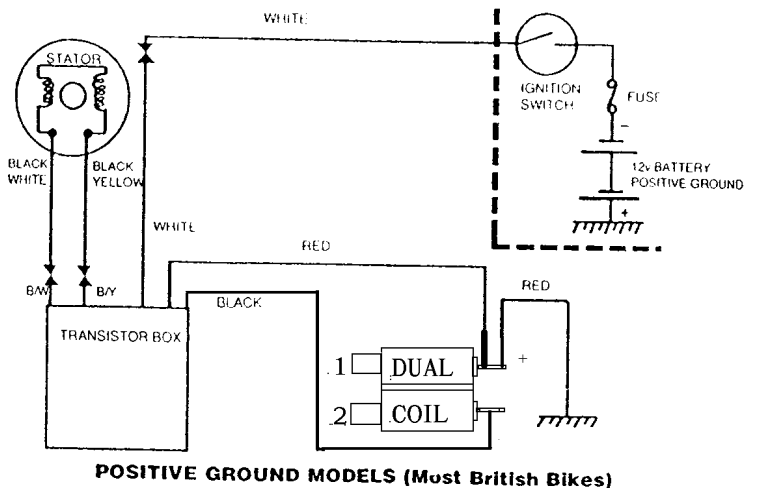 WHITE
STATOR
IGNITION
SWITCH
FUSE
−
12v BATTERY
POSITIVE GROUND
+
BLACK
WHITE
BLACK
YELLOW
WHITE
RED
B/W
B/Y
BLACK
RED
TRANSISTOR BOX
1
DUAL
+
2
COIL
POSITIVE GROUND MODELS (Most British Bikes)